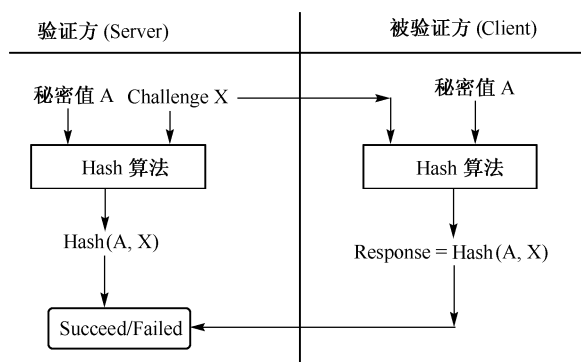 验证方 (Server)
被验证方 (Client)
秘密值 A
Challenge X
秘密值 A
Hash 算法
Hash 算法
Hash(A, X)
Response = Hash(A, X)
Succeed/Failed